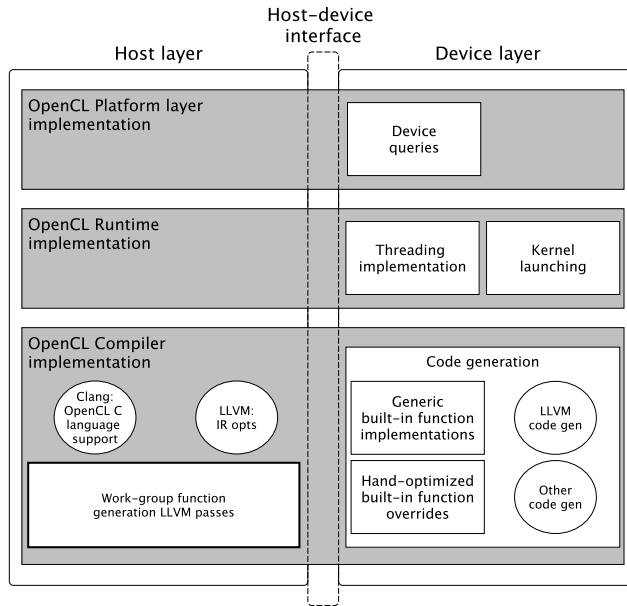 Host-device
interface
Host layer
Device layer
OpenCL Platform layer
implementation
Device
queries
OpenCL Runtime
implementation
Threading
implementation
Kernel
launching
OpenCL Compiler
implementation
Clang:
OpenCL C
language
support
LLVM:
IR opts
Work-group function
generation LLVM passes
Code generation
Generic
built-in function
implementations
LLVM
code gen
Hand-optimized
built-in function
overrides
Other
code gen